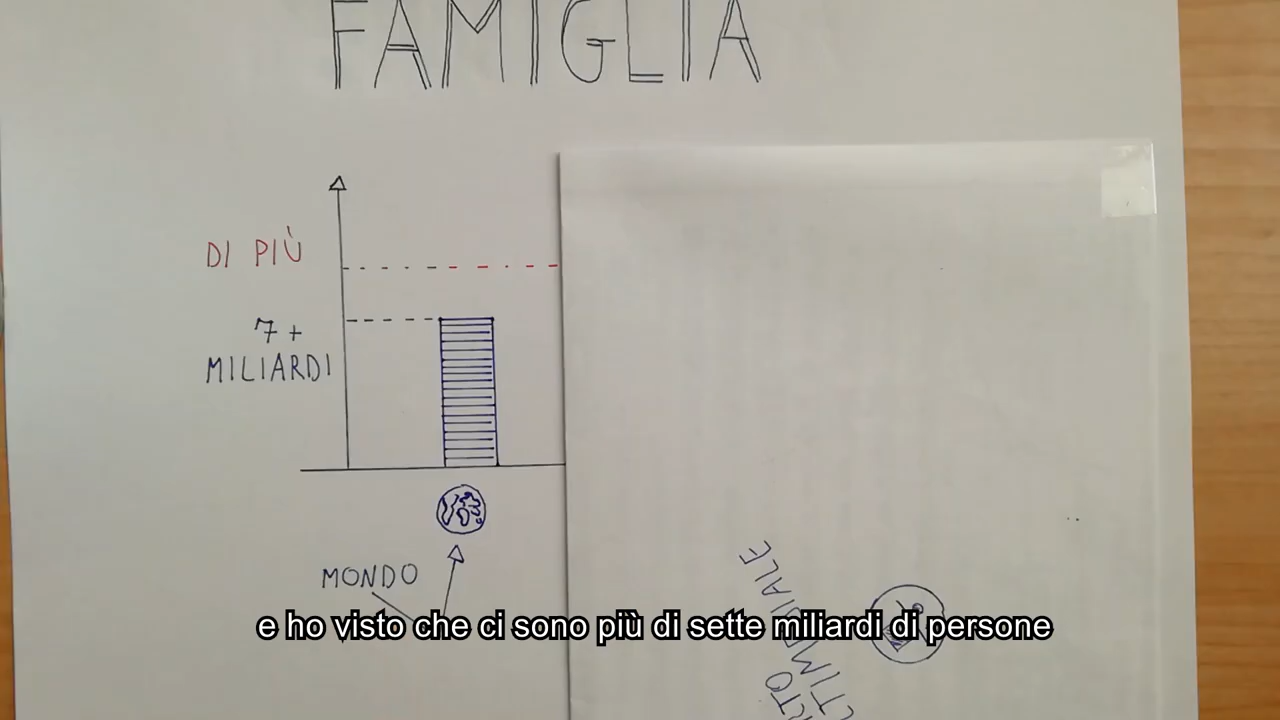 FAMIGLIA
DI PIÙ
7+
MILIARDI
MONDO
e ho visto che ci sono più di sette miliardi di persone